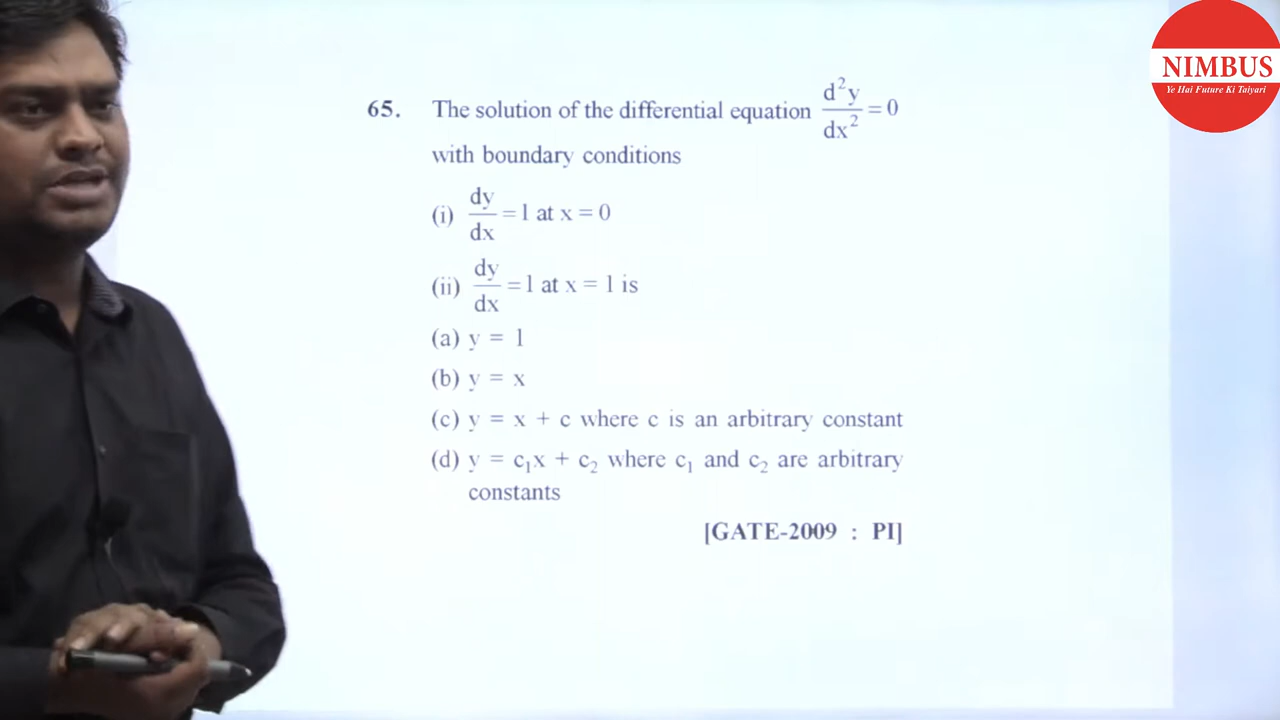 NIMBUS
Ye Hai Future Ki Taiyari
65. The solution of the differential equation d²y/dx² = 0
with boundary conditions
(i) dy/dx = 1 at x = 0
(ii) dy/dx = 1 at x = 1 is
(a) y = 1
(b) y = x
(c) y = x + c where c is an arbitrary constant
(d) y = c₁x + c₂ where c₁ and c₂ are arbitrary
constants
[GATE-2009 : PI]